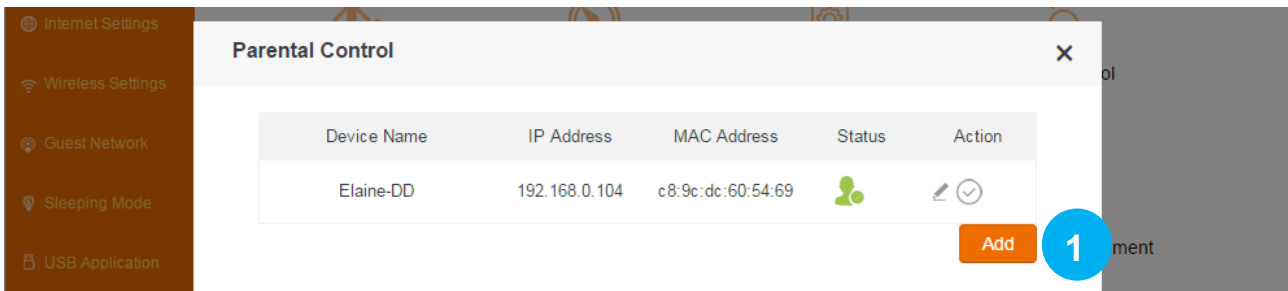 Internet Settings
Parental Control
ol
Wireless Settings
Device Name IP Address MAC Address Status Action
Guest Network
Elaine-DD 192.168.0.104 c8:9c:dc:60:54:69
Sleeping Mode
Add 1 ment
USB Application